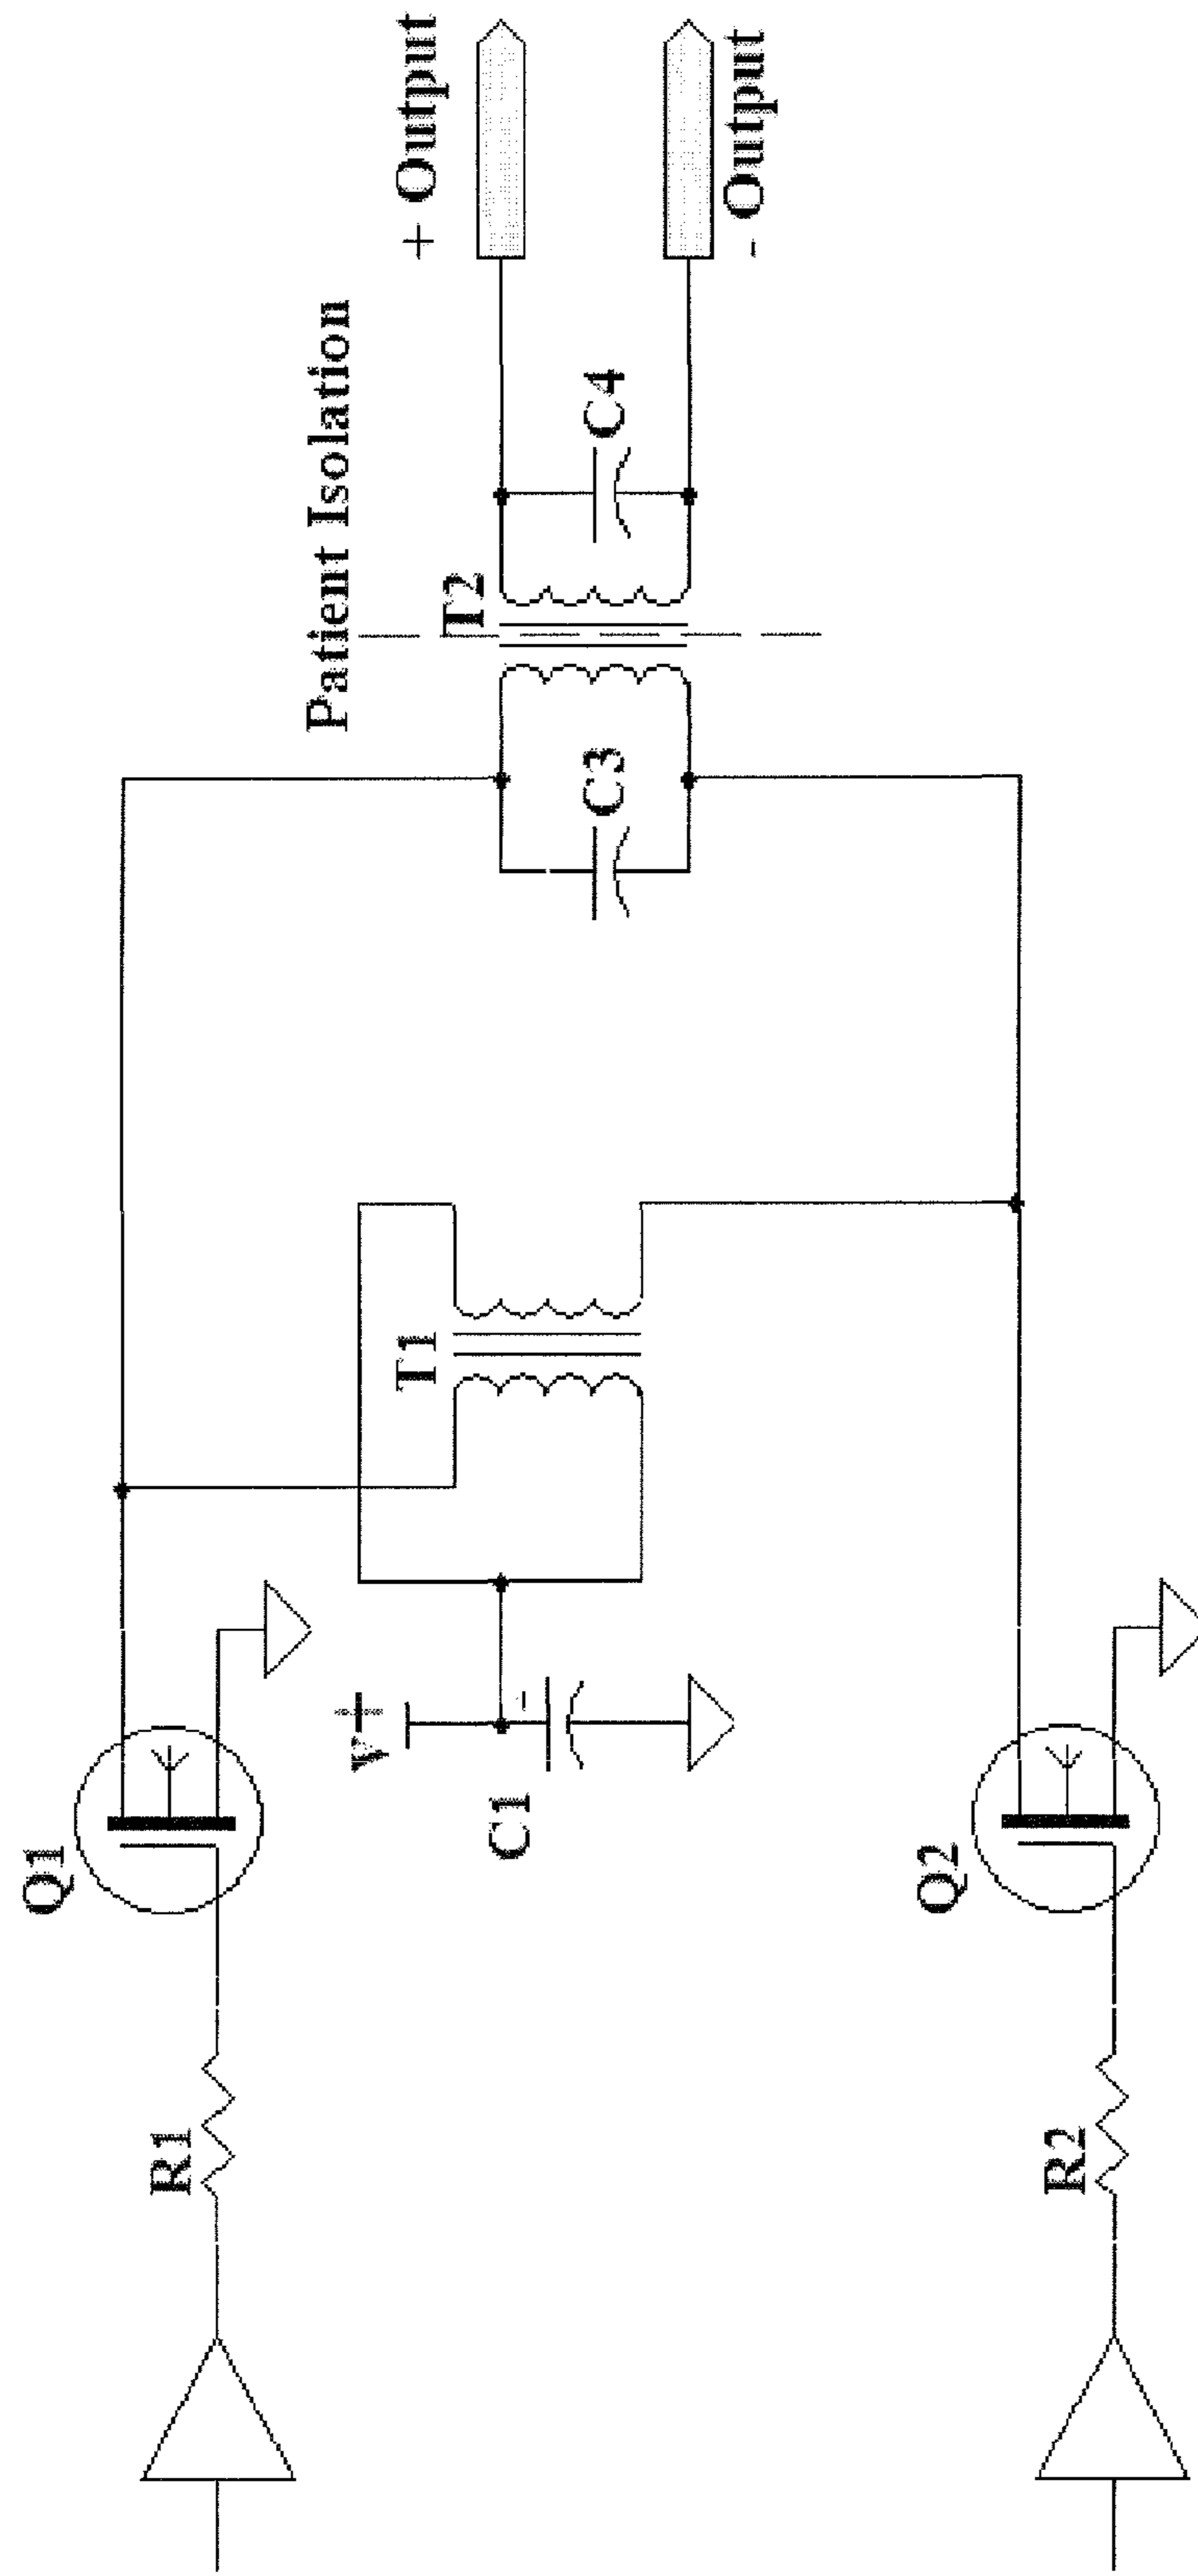 Q1
R1
V+
C1
T1
C3
Patient Isolation
T2
C4
+ Output
- Output
Q2
R2